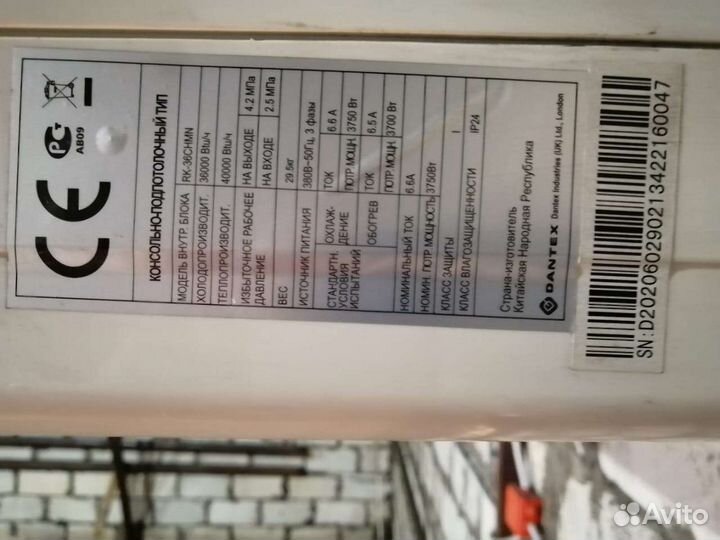 CE
PC т
АВ09
КОНСОЛЬНО-ПОДПОТОЛОЧНЫЙ ТИП
МОДЕЛЬ ВНУТР. БЛОКА RK-36CHMN
ХОЛОДОПРОИЗВОДИТ. 36000 Btu/ч
ТЕПЛОПРОИЗВОДИТ. 40000 Btu/ч
ИЗБЫТОЧНОЕ РАБОЧЕЕ ДАВЛЕНИЕ НА ВЫХОДЕ 4.2 МПа
НА ВХОДЕ 2.5 МПа
ВЕС 29.5кг
ИСТОЧНИК ПИТАНИЯ 380В~50Гц, 3 фазы
СТАНДАРТН. УСЛОВИЯ ИСПЫТАНИЙ ОХЛАЖ-ДЕНИЕ ТОК 6.6 А
ПОТР. МОЩН. 3750 Вт
ОБОГРЕВ ТОК 6.5 А
ПОТР. МОЩН. 3700 Вт
НОМИНАЛЬНЫЙ ТОК 6.6А
НОМИН. ПОТР. МОЩНОСТЬ 3750Вт
КЛАСС ЗАЩИТЫ I
КЛАСС ВЛАГОЗАЩИЩЕННОСТИ IP24
Страна-изготовитель
Китайская Народная Республика
DANTEX Dantex Industries (UK) Ltd., London
SN:D202060290213422160047
Avito